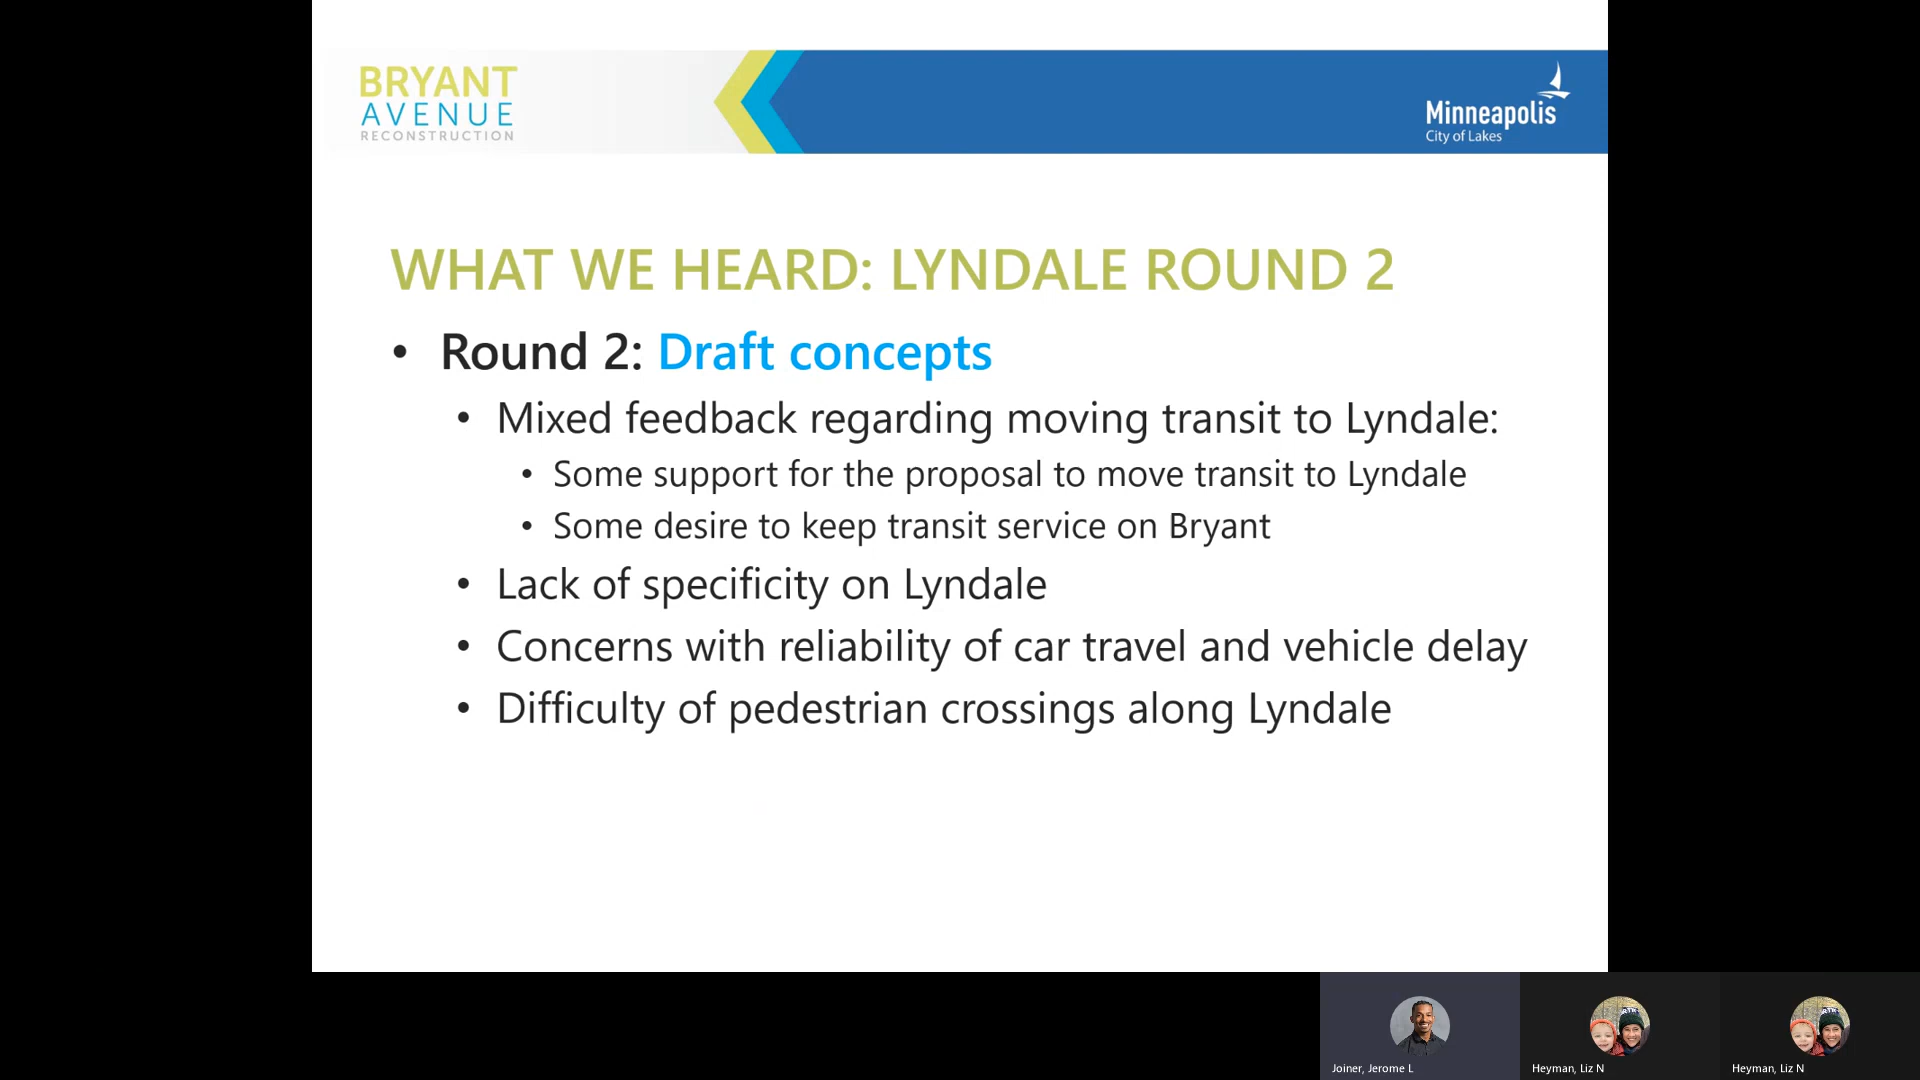 BRYANT
AVENUE
RECONSTRUCTION
Minneapolis
City of Lakes
WHAT WE HEARD: LYNDALE ROUND 2
• Round 2: Draft concepts
• Mixed feedback regarding moving transit to Lyndale:
• Some support for the proposal to move transit to Lyndale
• Some desire to keep transit service on Bryant
• Lack of specificity on Lyndale
• Concerns with reliability of car travel and vehicle delay
• Difficulty of pedestrian crossings along Lyndale
Joiner, Jerome L
Heyman, Liz N
Heyman, Liz N